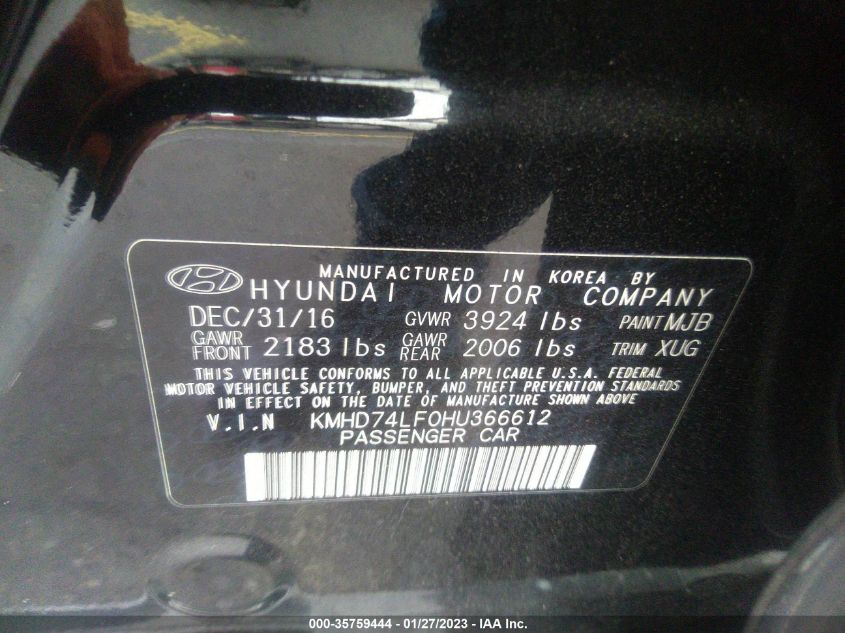 MANUFACTURED IN KOREA BY
HYUNDAI MOTOR COMPANY
DEC/31/16 GVWR 3924 lbs PAINT MJB
GAWR FRONT 2183 lbs GAWR REAR 2006 lbs TRIM XUG
THIS VEHICLE CONFORMS TO ALL APPLICABLE U.S.A. FEDERAL
MOTOR VEHICLE SAFETY, BUMPER, AND THEFT PREVENTION STANDARDS
IN EFFECT ON THE DATE OF MANUFACTURE SHOWN ABOVE
V.I.N KMHD74LF0HU366612
PASSENGER CAR
000-35759444 - 01/27/2023 - IAA Inc.